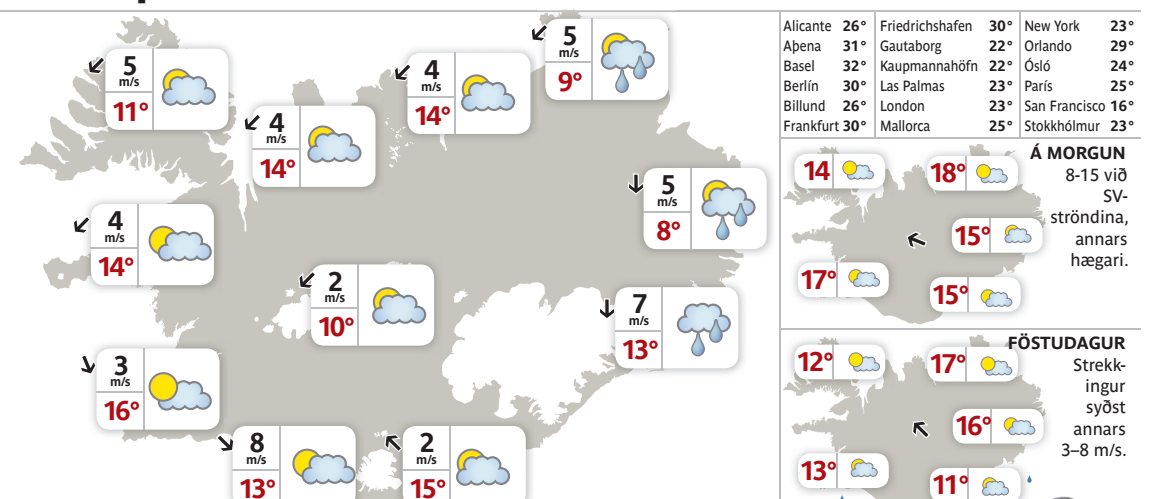 5
m/s
11°
4
m/s
14°
4
m/s
14°
5
m/s
9°
4
m/s
14°
5
m/s
8°
2
m/s
10°
7
m/s
13°
3
m/s
16°
8
m/s
13°
2
m/s
15°
Alicante 26°
Aþena 31°
Basel 32°
Berlín 30°
Billund 26°
Frankfurt 30°
Friedrichshafen 30°
Gautaborg 22°
Kaupmannahöfn 22°
Las Palmas 23°
London 23°
Mallorca 25°
New York 23°
Orlando 29°
Ósló 24°
París 25°
San Francisco 16°
Stokkhólmur 23°
Á MORGUN
8-15 við
SV-
ströndina,
annars
hægari.
14
18°
15°
17°
15°
FÖSTUDAGUR
Strekk-
ingur
syðst
annars
3–8 m/s.
12°
17°
16°
13°
11°